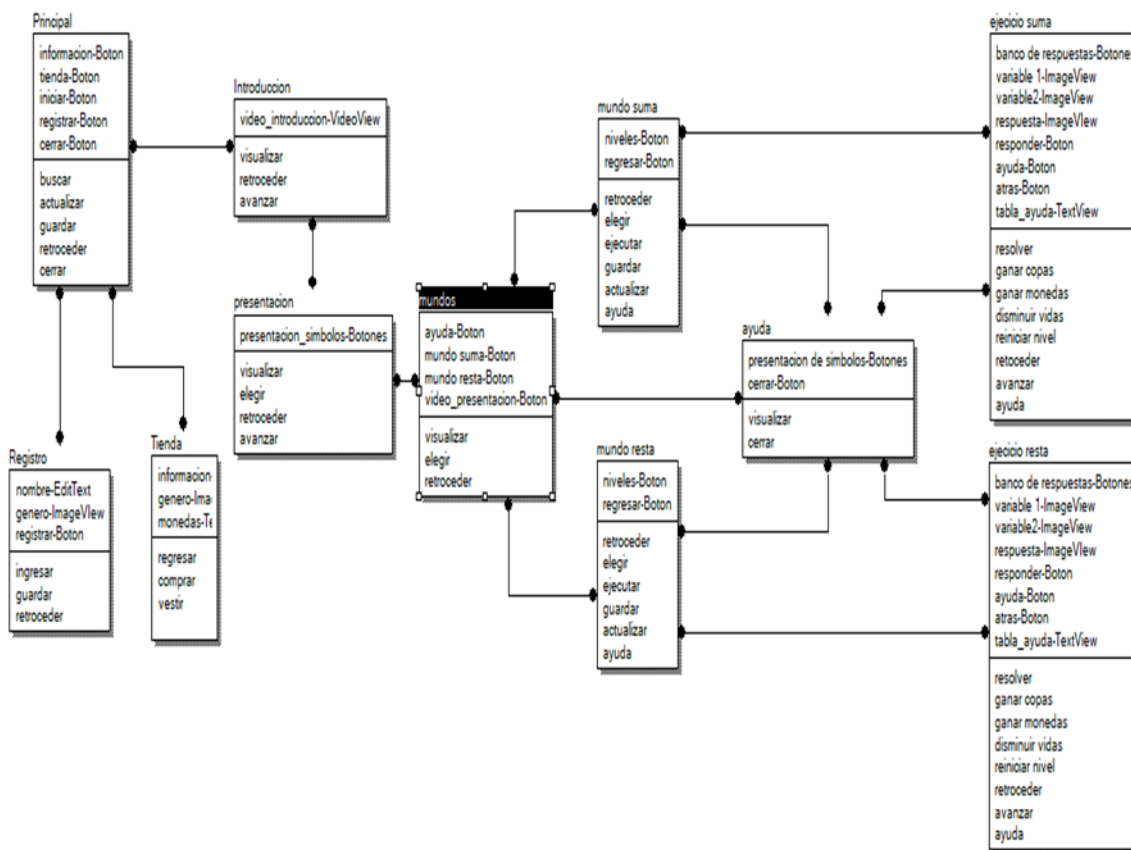 Principal
informacion-Boton
tienda-Boton
iniciar-Boton
registrar-Boton
cerrar-Boton
buscar
actualizar
guardar
retroceder
cerrar
Introduccion
video_introduccion-VideoView
visualizar
retroceder
avanzar
presentacion
presentacion_simbolos-Botones
visualizar
elegir
retroceder
avanzar
Registro
nombre-EditText
genero-ImageVIew
registrar-Boton
ingresar
guardar
retroceder
Tienda
informacion-
genero-Ima
monedas-Te
regresar
comprar
vestir
mundos
ayuda-Boton
mundo suma-Boton
mundo resta-Boton
video_presentacion-Boton
visualizar
elegir
retroceder
mundo suma
niveles-Boton
regresar-Boton
retroceder
elegir
ejecutar
guardar
actualizar
ayuda
mundo resta
niveles-Boton
regresar-Boton
retroceder
elegir
ejecutar
guardar
actualizar
ayuda
ayuda
presentacion de simbolos-Botones
cerrar-Boton
visualizar
cerrar
ejecicio suma
banco de respuestas-Botones
variable 1-ImageView
variable2-ImageView
respuesta-ImageVIew
responder-Boton
ayuda-Boton
atras-Boton
tabla_ayuda-TextView
resolver
ganar copas
ganar monedas
disminuir vidas
reiniciar nivel
retoceder
avanzar
ayuda
ejecicio resta
banco de respuestas-Botones
variable 1-ImageView
variable2-ImageView
respuesta-ImageVIew
responder-Boton
ayuda-Boton
atras-Boton
tabla_ayuda-TextView
resolver
ganar copas
ganar monedas
disminuir vidas
reiniciar nivel
retroceder
avanzar
ayuda